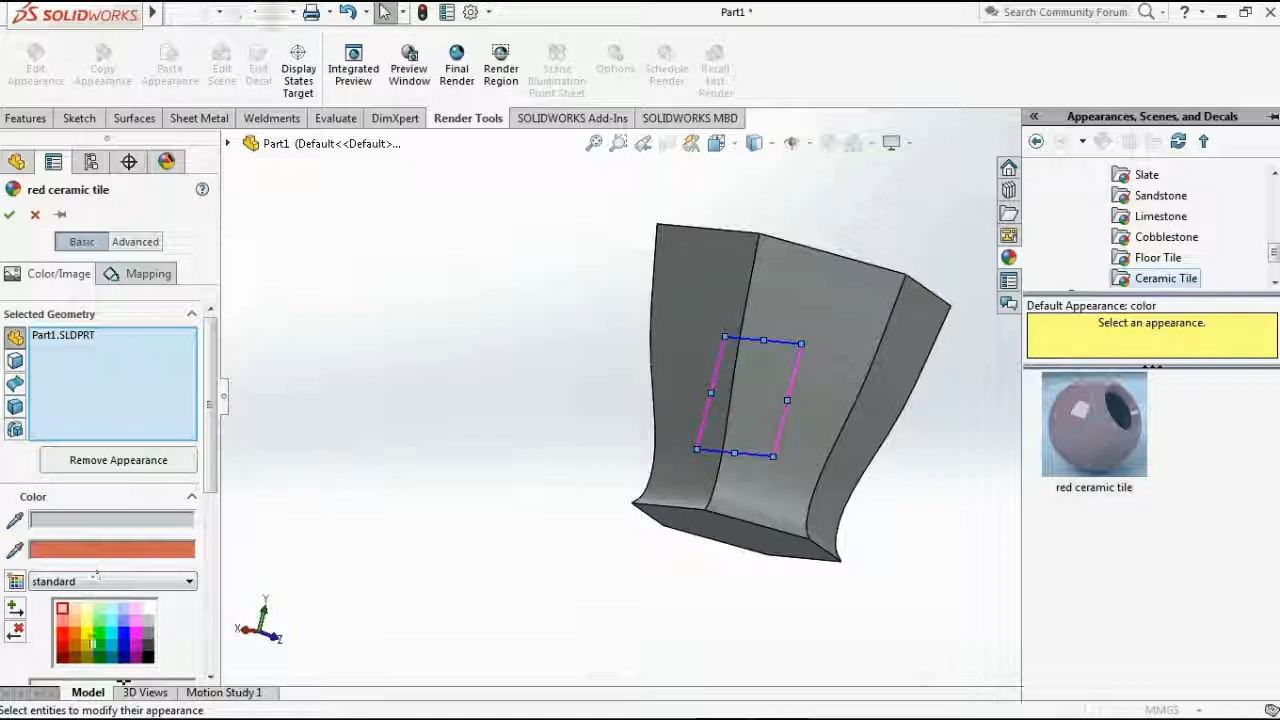 SOLIDWORKS
Part1 *
Search Community Forum
?
Edit Appearance
Copy Appearance
Paste Appearance
Edit Scene
Edit Decal
Display States Target
Integrated Preview
Preview Window
Final Render
Render Region
Scene Illumination Proof Sheet
Options
Schedule Render
Recall Last Render
Features
Sketch
Surfaces
Sheet Metal
Weldments
Evaluate
DimXpert
Render Tools
SOLIDWORKS Add-Ins
SOLIDWORKS MBD
Appearances, Scenes, and Decals
Part1 (Default<<Default>...
red ceramic tile
?
Basic
Advanced
Color/Image
Mapping
Selected Geometry
Part1.SLDPRT
Remove Appearance
Color
standard
Slate
Sandstone
Limestone
Cobblestone
Floor Tile
Ceramic Tile
Default Appearance: color
Select an appearance.
red ceramic tile
Y
X
Z
Model
3D Views
Motion Study 1
Select entities to modify their appearance
MMGS